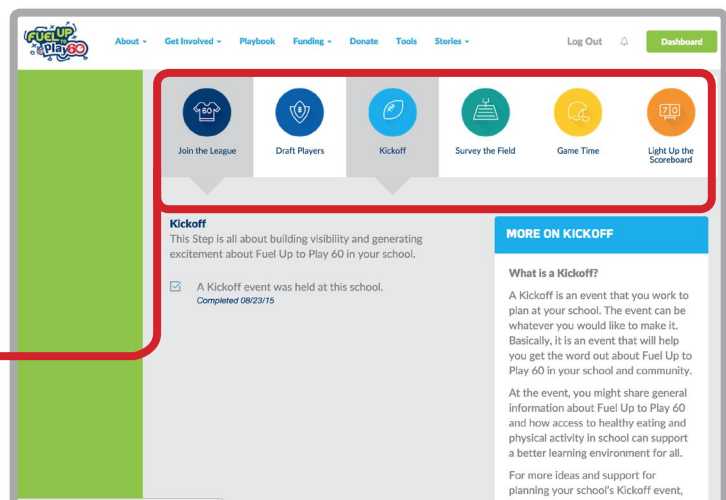 FUEL UP
to
Play60
About
Get Involved
Playbook
Funding
Donate
Tools
Stories
Log Out
Dashboard
60
Join the League
Draft Players
Kickoff
Survey the Field
Game Time
7 0
Light Up the
Scoreboard
Kickoff
This Step is all about building visibility and generating
excitement about Fuel Up to Play 60 in your school.
A Kickoff event was held at this school.
Completed 08/23/15
MORE ON KICKOFF
What is a Kickoff?
A Kickoff is an event that you work to
plan at your school. The event can be
whatever you would like to make it.
Basically, it is an event that will help
you get the word out about Fuel Up to
Play 60 in your school and community.
At the event, you might share general
information about Fuel Up to Play 60
and how access to healthy eating and
physical activity in school can support
a better learning environment for all.
For more ideas and support for
planning your school's Kickoff event,